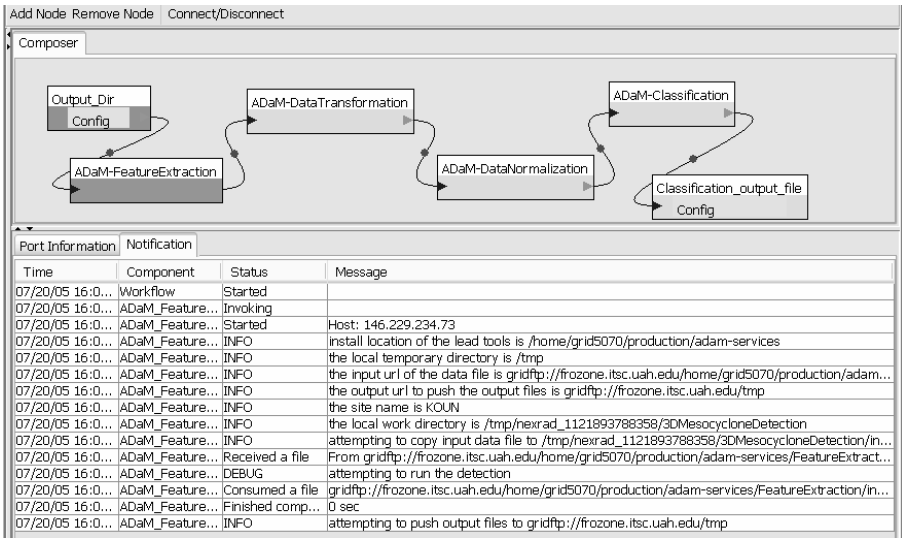 Add Node Remove Node Connect/Disconnect
Composer
Output_Dir
Config
ADaM-FeatureExtraction
ADaM-DataTransformation
ADaM-DataNormalization
ADaM-Classification
Classification_output_file
Config
Port Information Notification
Time Component Status Message
07/20/05 16:0... Workflow Started
07/20/05 16:0... ADaM_Feature... Invoking
07/20/05 16:0... ADaM_Feature... Started Host: 146.229.234.73
07/20/05 16:0... ADaM_Feature... INFO install location of the lead tools is /home/grid5070/production/adam-services
07/20/05 16:0... ADaM_Feature... INFO the local temporary directory is /tmp
07/20/05 16:0... ADaM_Feature... INFO the input url of the data file is gridftp://frozone.itsc.uah.edu/home/grid5070/production/adam...
07/20/05 16:0... ADaM_Feature... INFO the output url to push the output files is gridftp://frozone.itsc.uah.edu/tmp
07/20/05 16:0... ADaM_Feature... INFO the site name is KOUN
07/20/05 16:0... ADaM_Feature... INFO the local work directory is /tmp/nexrad_1121893788358/3DMesocycloneDetection
07/20/05 16:0... ADaM_Feature... INFO attempting to copy input data file to /tmp/nexrad_1121893788358/3DMesocycloneDetection/in...
07/20/05 16:0... ADaM_Feature... Received a file From gridftp://frozone.itsc.uah.edu/home/grid5070/production/adam-services/FeatureExtract...
07/20/05 16:0... ADaM_Feature... DEBUG attempting to run the detection
07/20/05 16:0... ADaM_Feature... Consumed a file gridftp://frozone.itsc.uah.edu/home/grid5070/production/adam-services/FeatureExtraction/in...
07/20/05 16:0... ADaM_Feature... Finished comp... 0 sec
07/20/05 16:0... ADaM_Feature... INFO attempting to push output files to gridftp://frozone.itsc.uah.edu/tmp